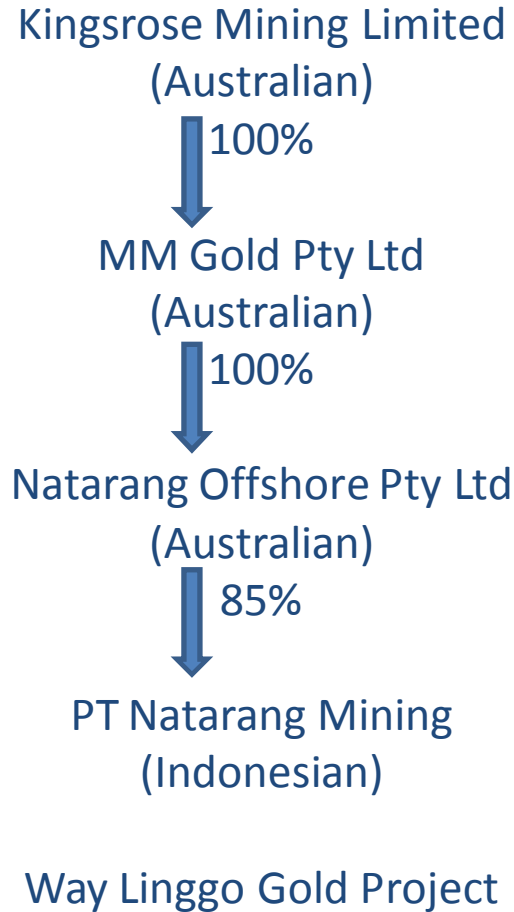 Kingsrose Mining Limited
(Australian)
100%
MM Gold Pty Ltd
(Australian)
100%
Natarang Offshore Pty Ltd
(Australian)
85%
PT Natarang Mining
(Indonesian)
Way Linggo Gold Project